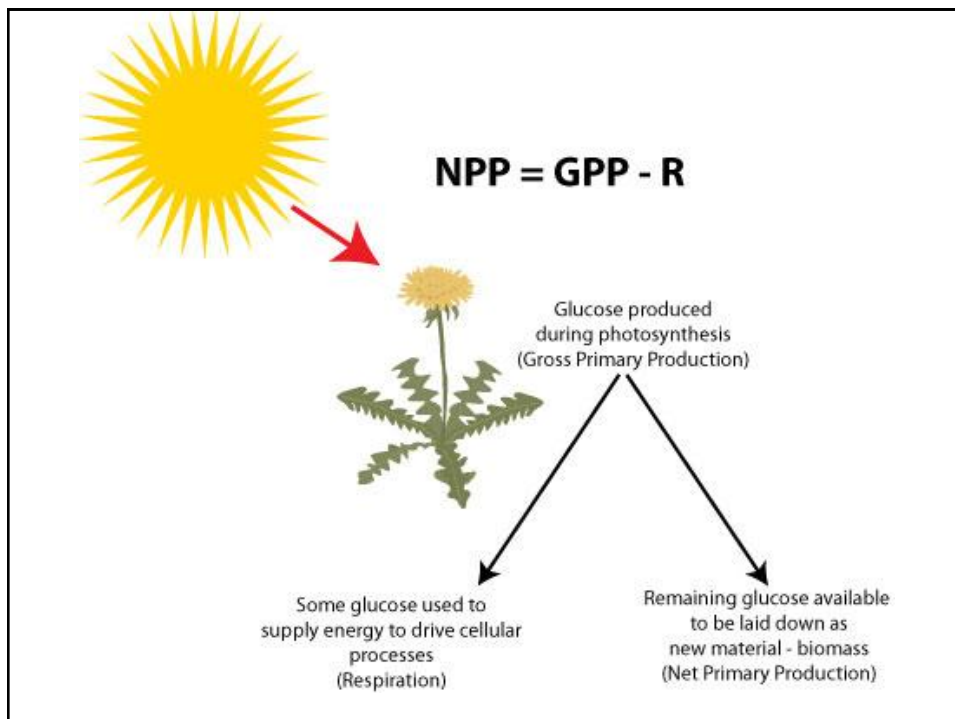 NPP = GPP - R
Glucose produced
during photosynthesis
(Gross Primary Production)
Some glucose used to
supply energy to drive cellular
processes
(Respiration)
Remaining glucose available
to be laid down as
new material - biomass
(Net Primary Production)